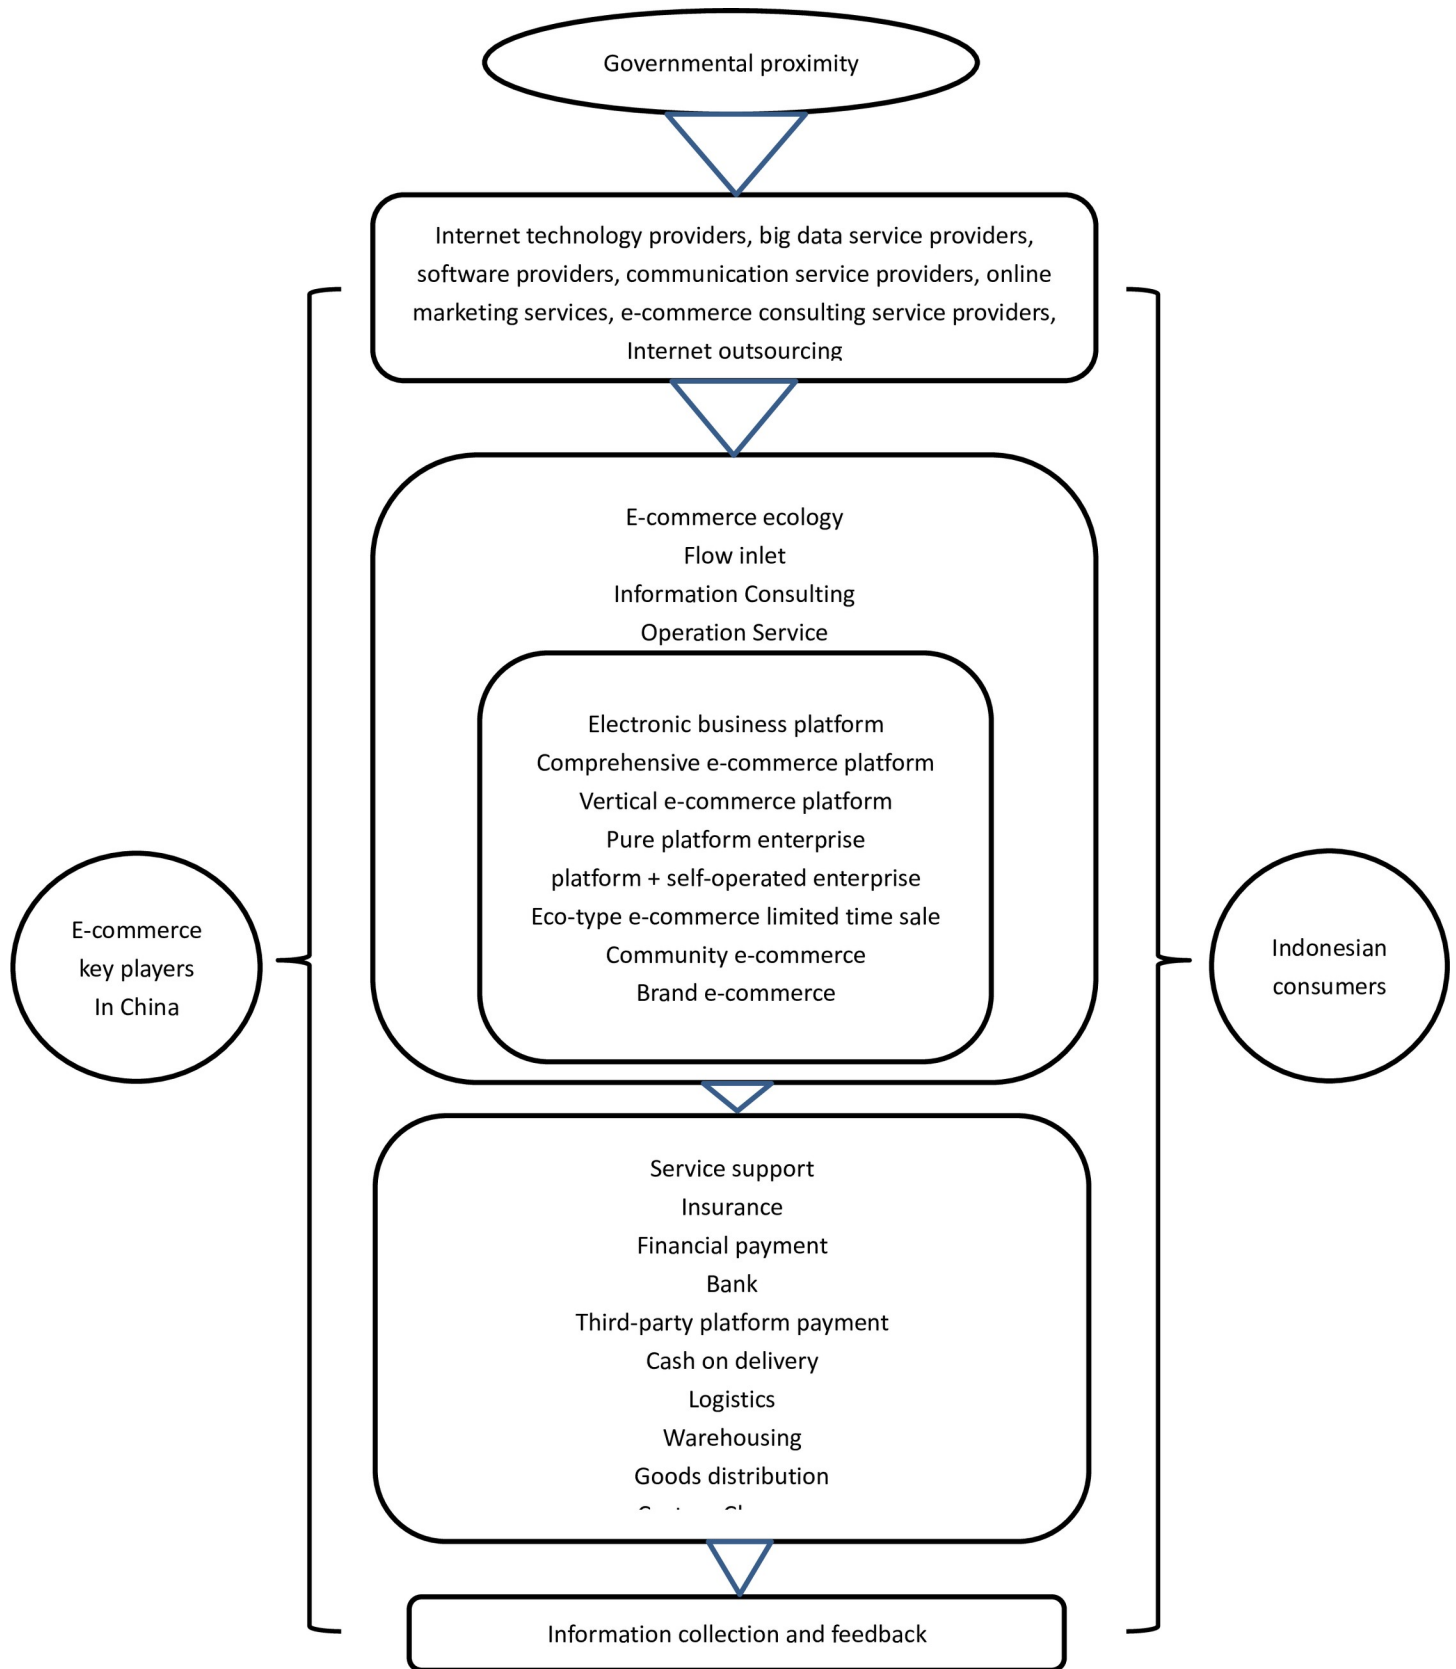 Governmental proximity
Internet technology providers, big data service providers,
software providers, communication service providers, online
marketing services, e-commerce consulting service providers,
Internet outsourcing
E-commerce ecology
Flow inlet
Information Consulting
Operation Service
Electronic business platform
Comprehensive e-commerce platform
Vertical e-commerce platform
Pure platform enterprise
platform + self-operated enterprise
Eco-type e-commerce limited time sale
Community e-commerce
Brand e-commerce
E-commerce
key players
In China
Indonesian
consumers
Service support
Insurance
Financial payment
Bank
Third-party platform payment
Cash on delivery
Logistics
Warehousing
Goods distribution
Information collection and feedback